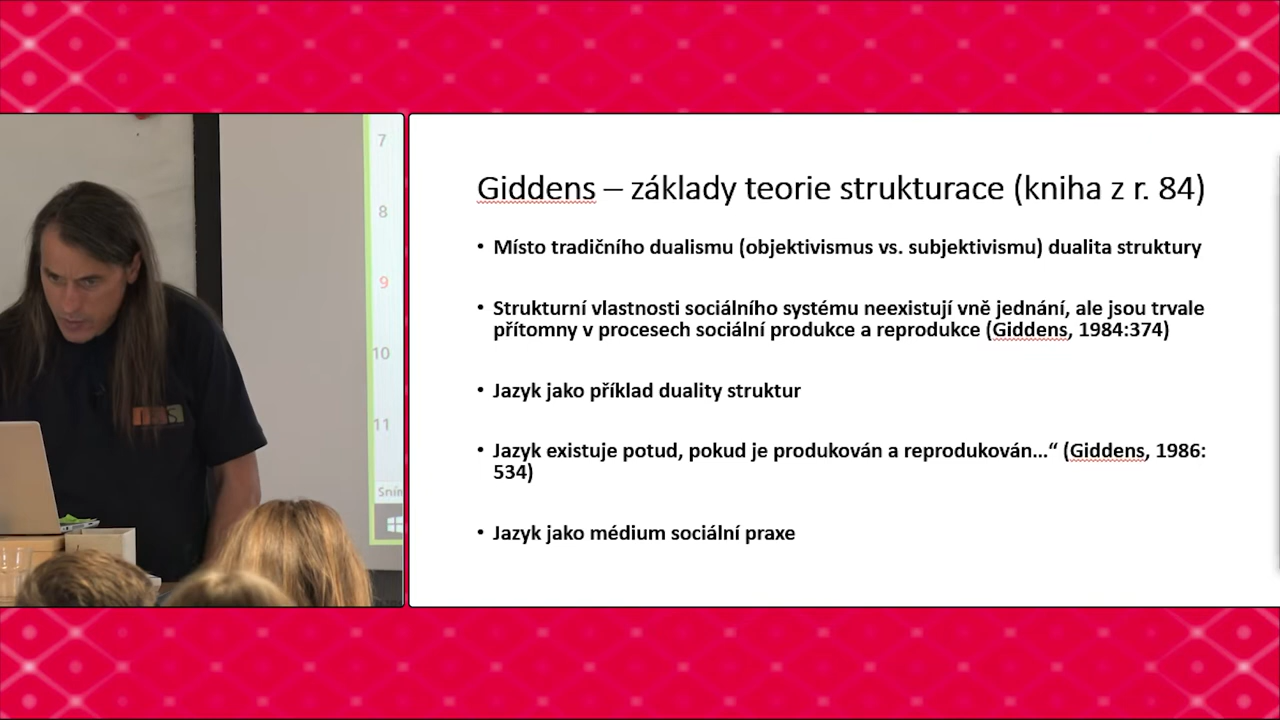 7
8
9
10
11
Sním
Giddens – základy teorie strukturace (kniha z r. 84)
• Místo tradičního dualismu (objektivismus vs. subjektivismu) dualita struktury
• Strukturní vlastnosti sociálního systému neexistují vně jednání, ale jsou trvale
přítomny v procesech sociální produkce a reprodukce (Giddens, 1984:374)
• Jazyk jako příklad duality struktur
• Jazyk existuje potud, pokud je produkován a reprodukován…“ (Giddens, 1986:
534)
• Jazyk jako médium sociální praxe